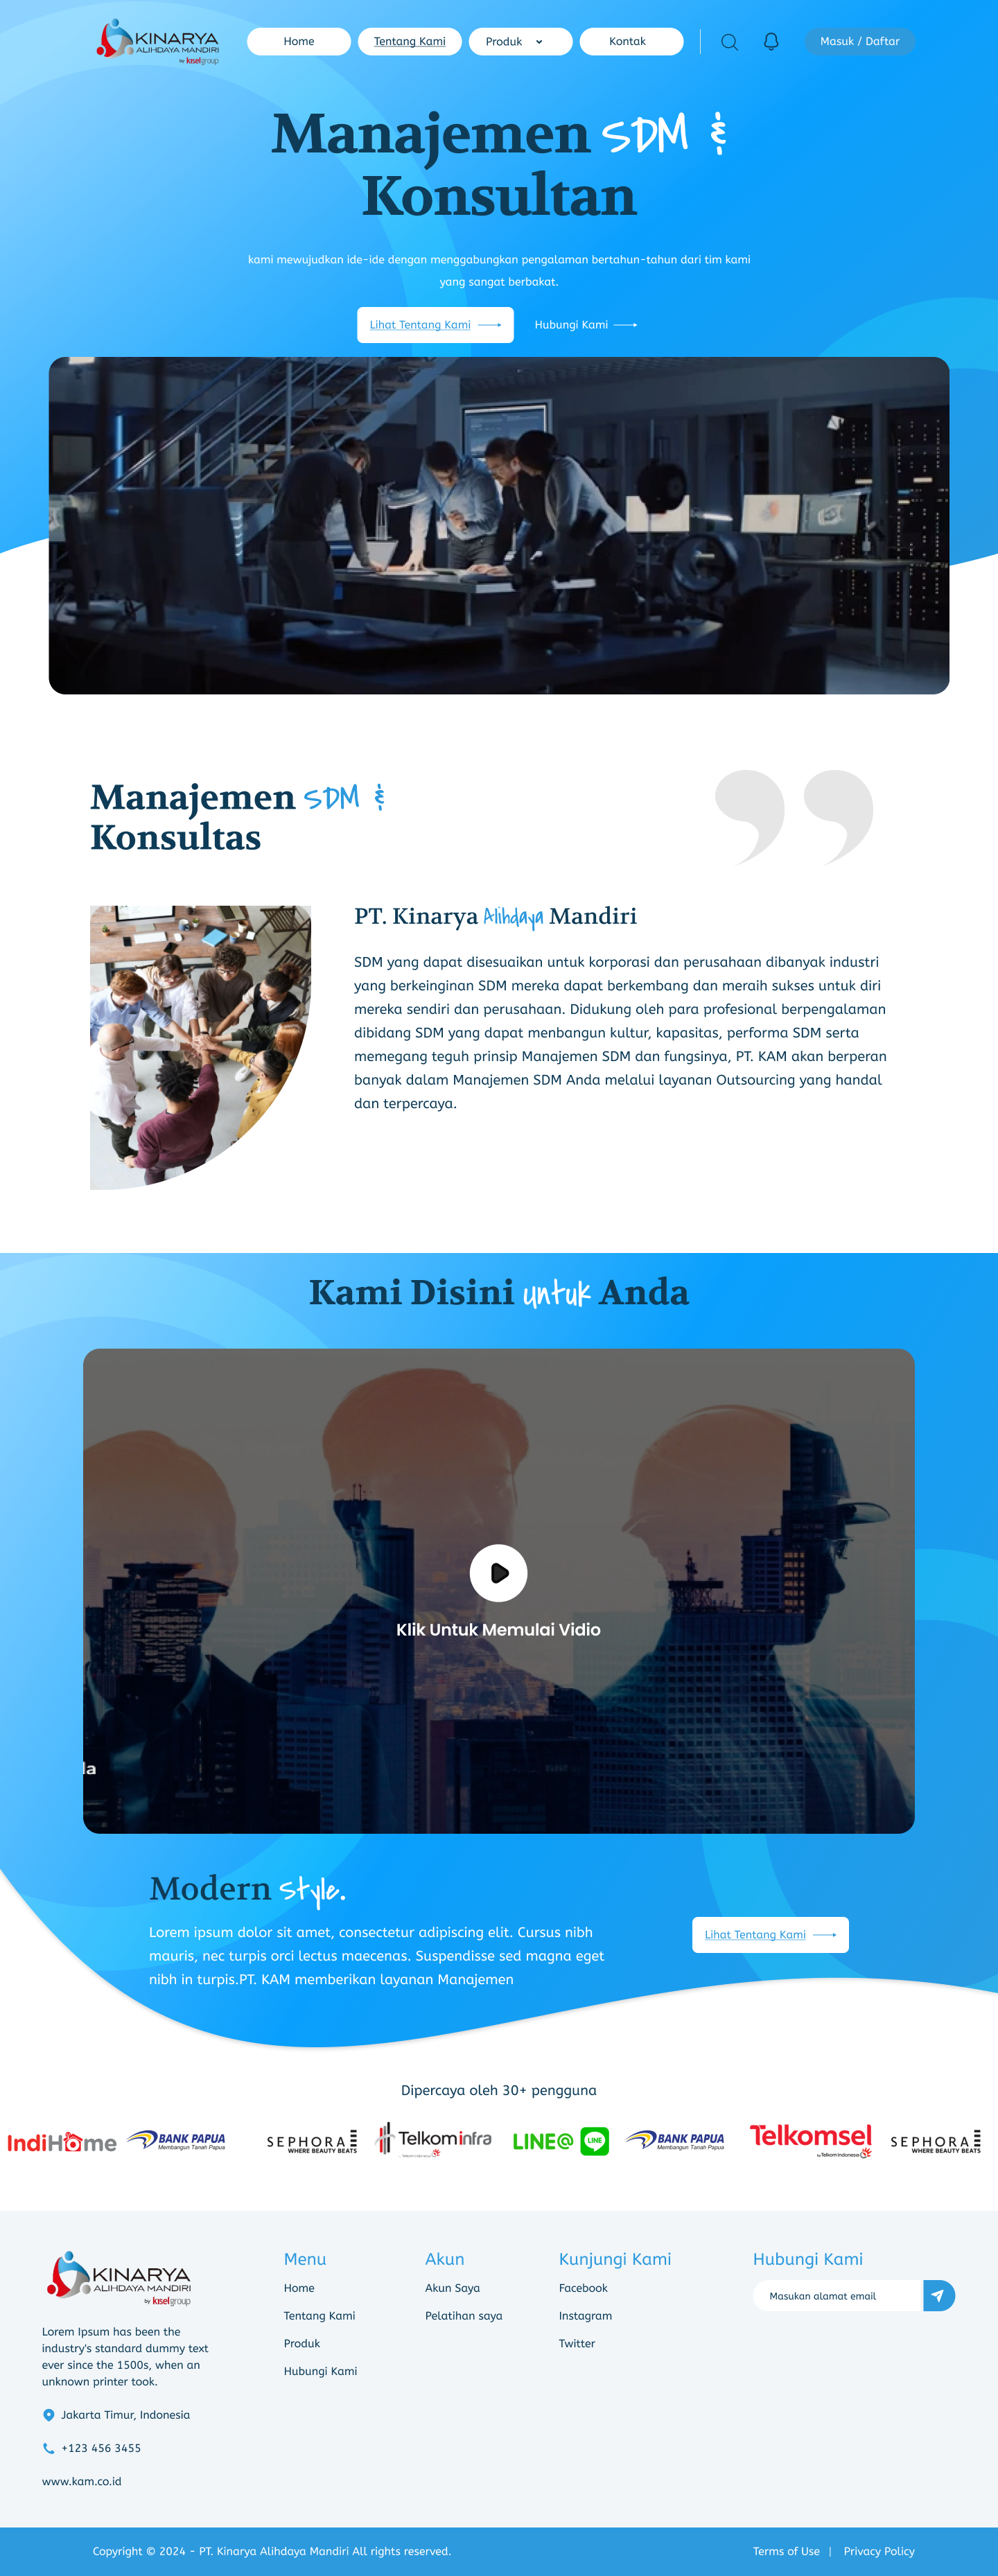 KINARYA
ALIHDAYA MANDIRI
by kiselgroup
Home
Tentang Kami
Produk
Kontak
Masuk / Daftar
Manajemen SDM &
Konsultan
kami mewujudkan ide-ide dengan menggabungkan pengalaman bertahun-tahun dari tim kami
yang sangat berbakat.
Lihat Tentang Kami
Hubungi Kami
Manajemen SDM &
Konsultas
PT. Kinarya Alihdaya Mandiri
SDM yang dapat disesuaikan untuk korporasi dan perusahaan dibanyak industri
yang berkeinginan SDM mereka dapat berkembang dan meraih sukses untuk diri
mereka sendiri dan perusahaan. Didukung oleh para profesional berpengalaman
dibidang SDM yang dapat menbangun kultur, kapasitas, performa SDM serta
memegang teguh prinsip Manajemen SDM dan fungsinya, PT. KAM akan berperan
banyak dalam Manajemen SDM Anda melalui layanan Outsourcing yang handal
dan terpercaya.
Kami Disini untuk Anda
Klik Untuk Memulai Vidio
la
Modern Style.
Lorem ipsum dolor sit amet, consectetur adipiscing elit. Cursus nibh
mauris, nec turpis orci lectus maecenas. Suspendisse sed magna eget
nibh in turpis.PT. KAM memberikan layanan Manajemen
Lihat Tentang Kami
Dipercaya oleh 30+ pengguna
IndiHome
BANK PAPUA
Membangun Tanah Papua
SEPHORA
WHERE BEAUTY BEATS
Telkominfra
LINE@
LINE
BANK PAPUA
Membangun Tanah Papua
Telkomsel
by Telkom Indonesia
SEPHORA
WHERE BEAUTY BEATS
KINARYA
ALIHDAYA MANDIRI
by kiselgroup
Lorem Ipsum has been the
industry's standard dummy text
ever since the 1500s, when an
unknown printer took.
Jakarta Timur, Indonesia
+123 456 3455
www.kam.co.id
Menu
Home
Tentang Kami
Produk
Hubungi Kami
Akun
Akun Saya
Pelatihan saya
Kunjungi Kami
Facebook
Instagram
Twitter
Hubungi Kami
Masukan alamat email
Copyright © 2024 - PT. Kinarya Alihdaya Mandiri All rights reserved.
Terms of Use | Privacy Policy